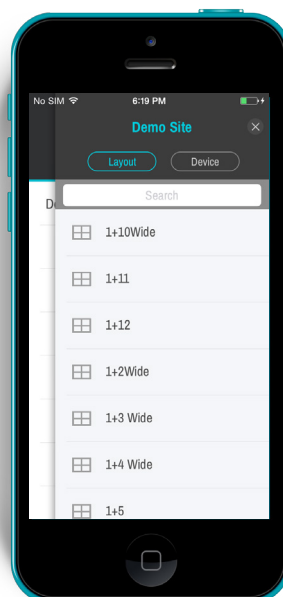 No SIM 6:19 PM
Demo Site
Layout Device
Search
1+10Wide
1+11
1+12
1+2Wide
1+3 Wide
1+4 Wide
1+5